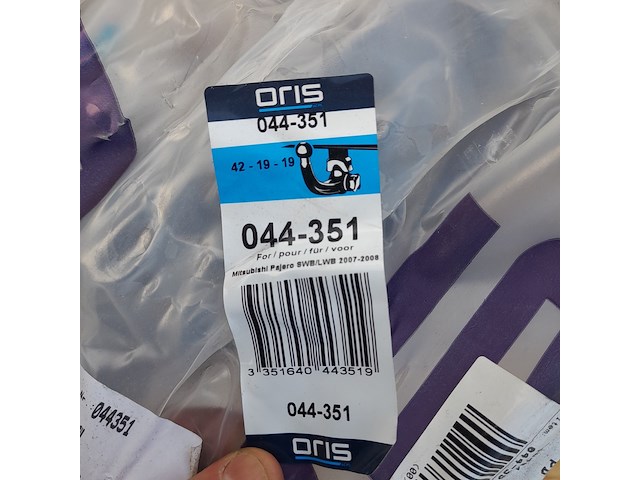 ORIS
044-351
42 - 19 - 19
044-351
For / pour / für / voor
Mitsubishi Pajero SWB/LWB 2007-2008
3 351640 443519
044-351
ORIS
044351